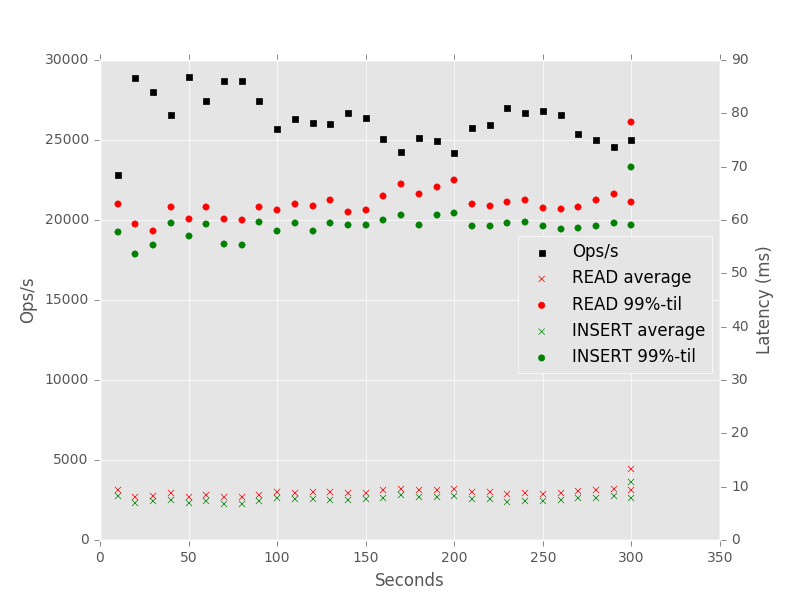 30000
25000
20000
15000
10000
5000
0
Ops/s
90
80
70
60
50
40
30
20
10
0
Latency (ms)
Ops/s
READ average
READ 99%-til
INSERT average
INSERT 99%-til
0 50 100 150 200 250 300 350
Seconds